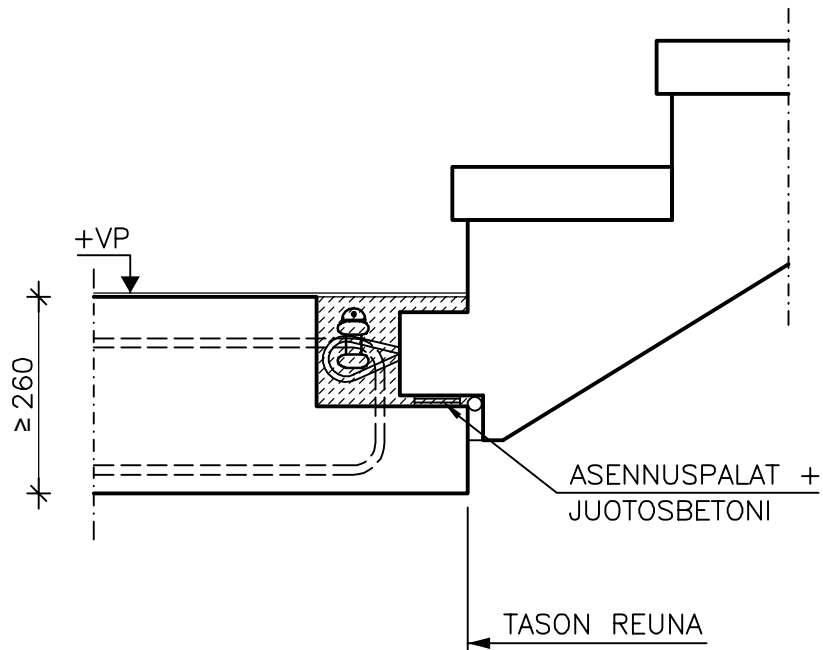 +VP
≥260
ASENNUSPALAT +
JUOTOSBETONI
TASON REUNA